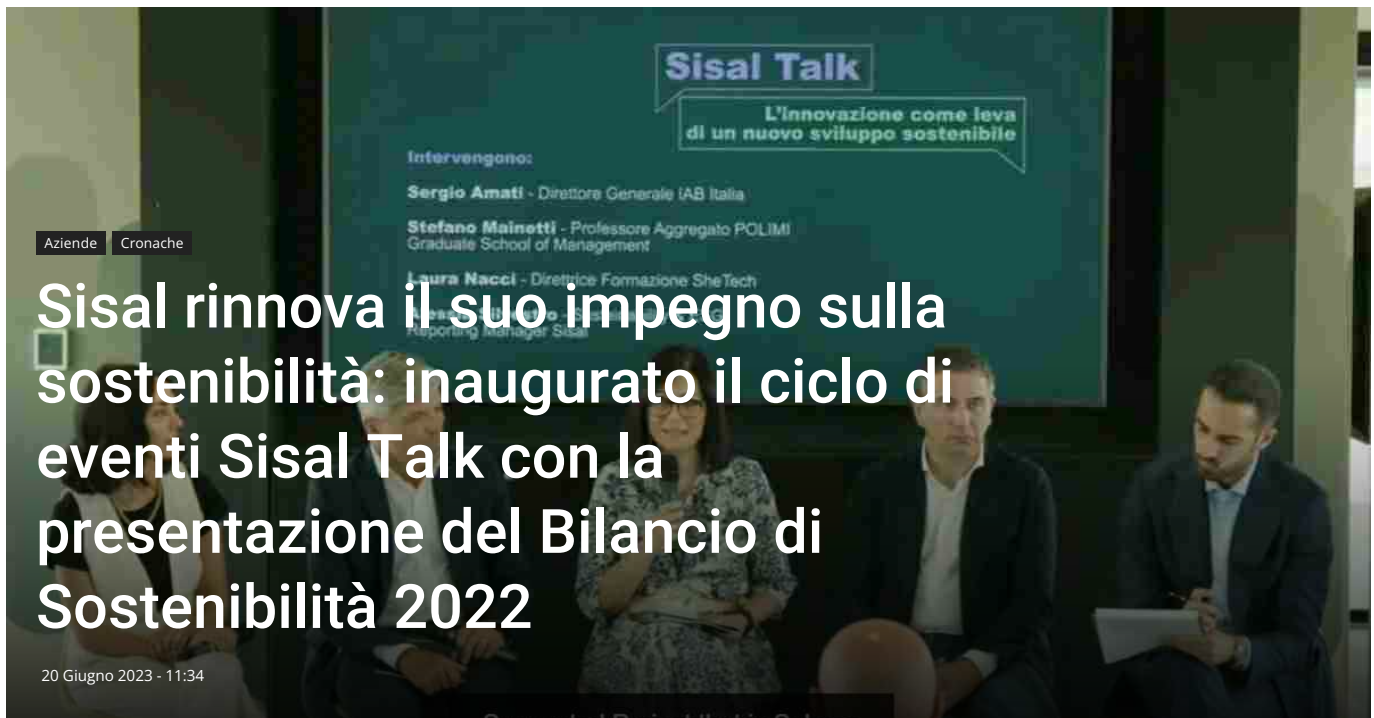 Sisal Talk
L'innovazione come leva
di un nuovo sviluppo sostenibile
Intervengono:
Sergio Amati - Direttore Generale IAB Italia
Stefano Mainetti - Professore Aggregato POLIMI
Graduate School of Management
Laura Nacci - Direttrice Formazione SheTech
Reporting Manager Sisal
Aziende Cronache
Sisal rinnova il suo impegno sulla
sostenibilità: inaugurato il ciclo di
eventi Sisal Talk con la
presentazione del Bilancio di
Sostenibilità 2022
20 Giugno 2023 - 11:34